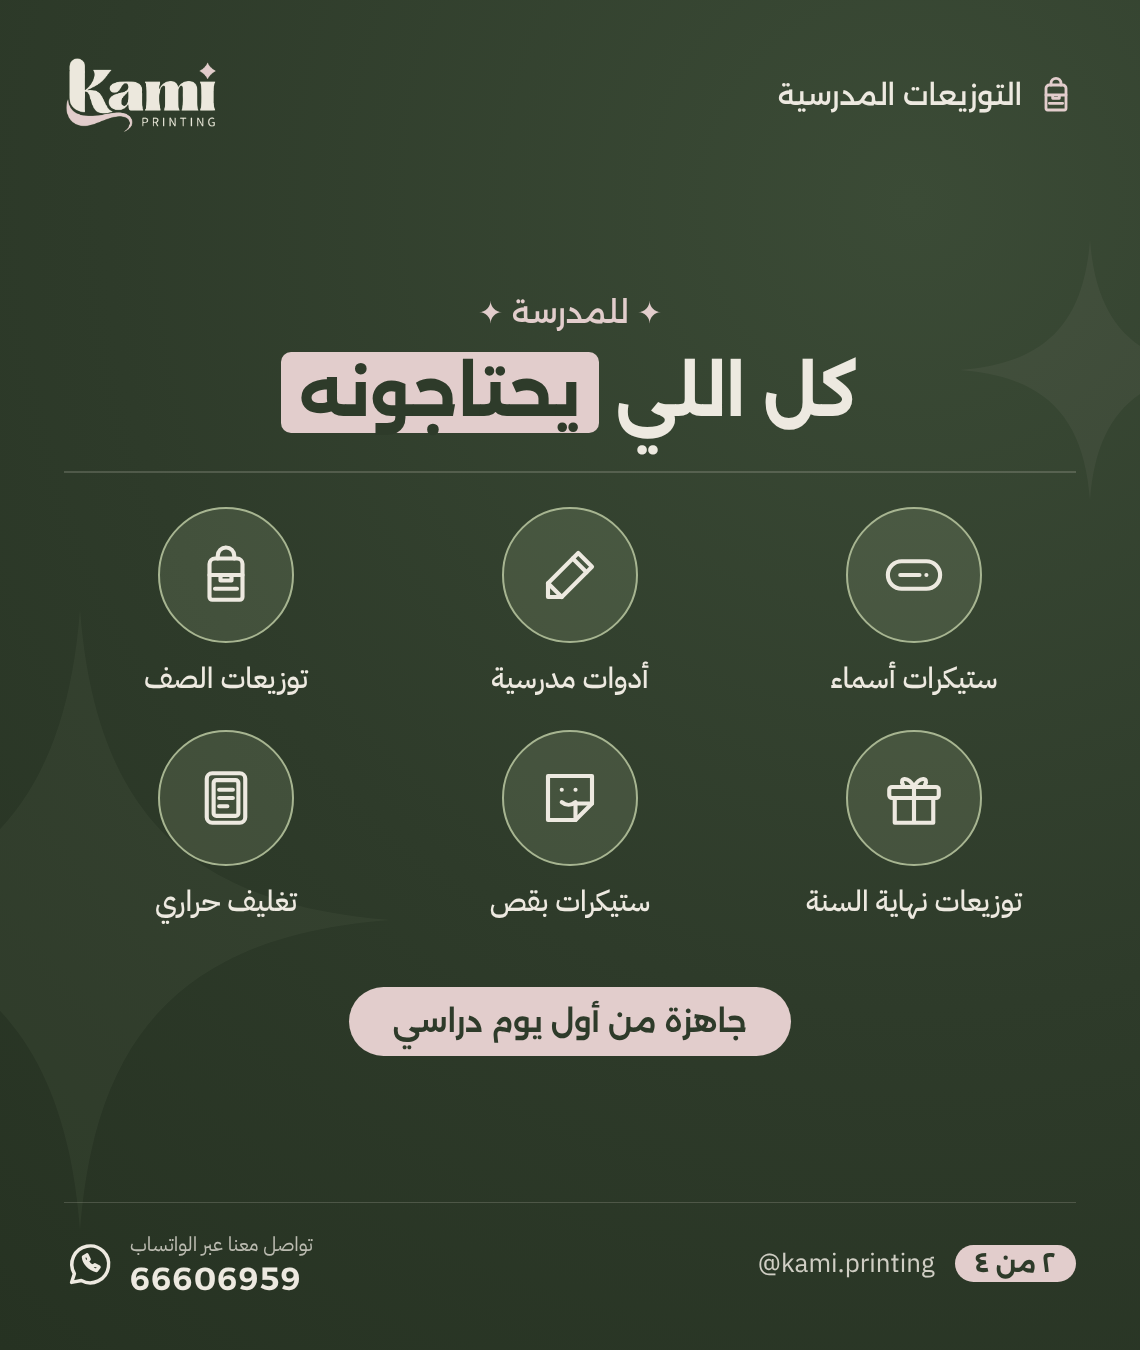 التوزيعات المدرسية
kami
PRINTING
✦ للمدرسة ✦
كل اللي يحتاجونه
ستيكرات أسماء
أدوات مدرسية
توزيعات الصف
توزيعات نهاية السنة
ستيكرات بقص
تغليف حراري
جاهزة من أول يوم دراسي
٢ من ٤
@kami.printing
تواصل معنا عبر الواتساب
66606959